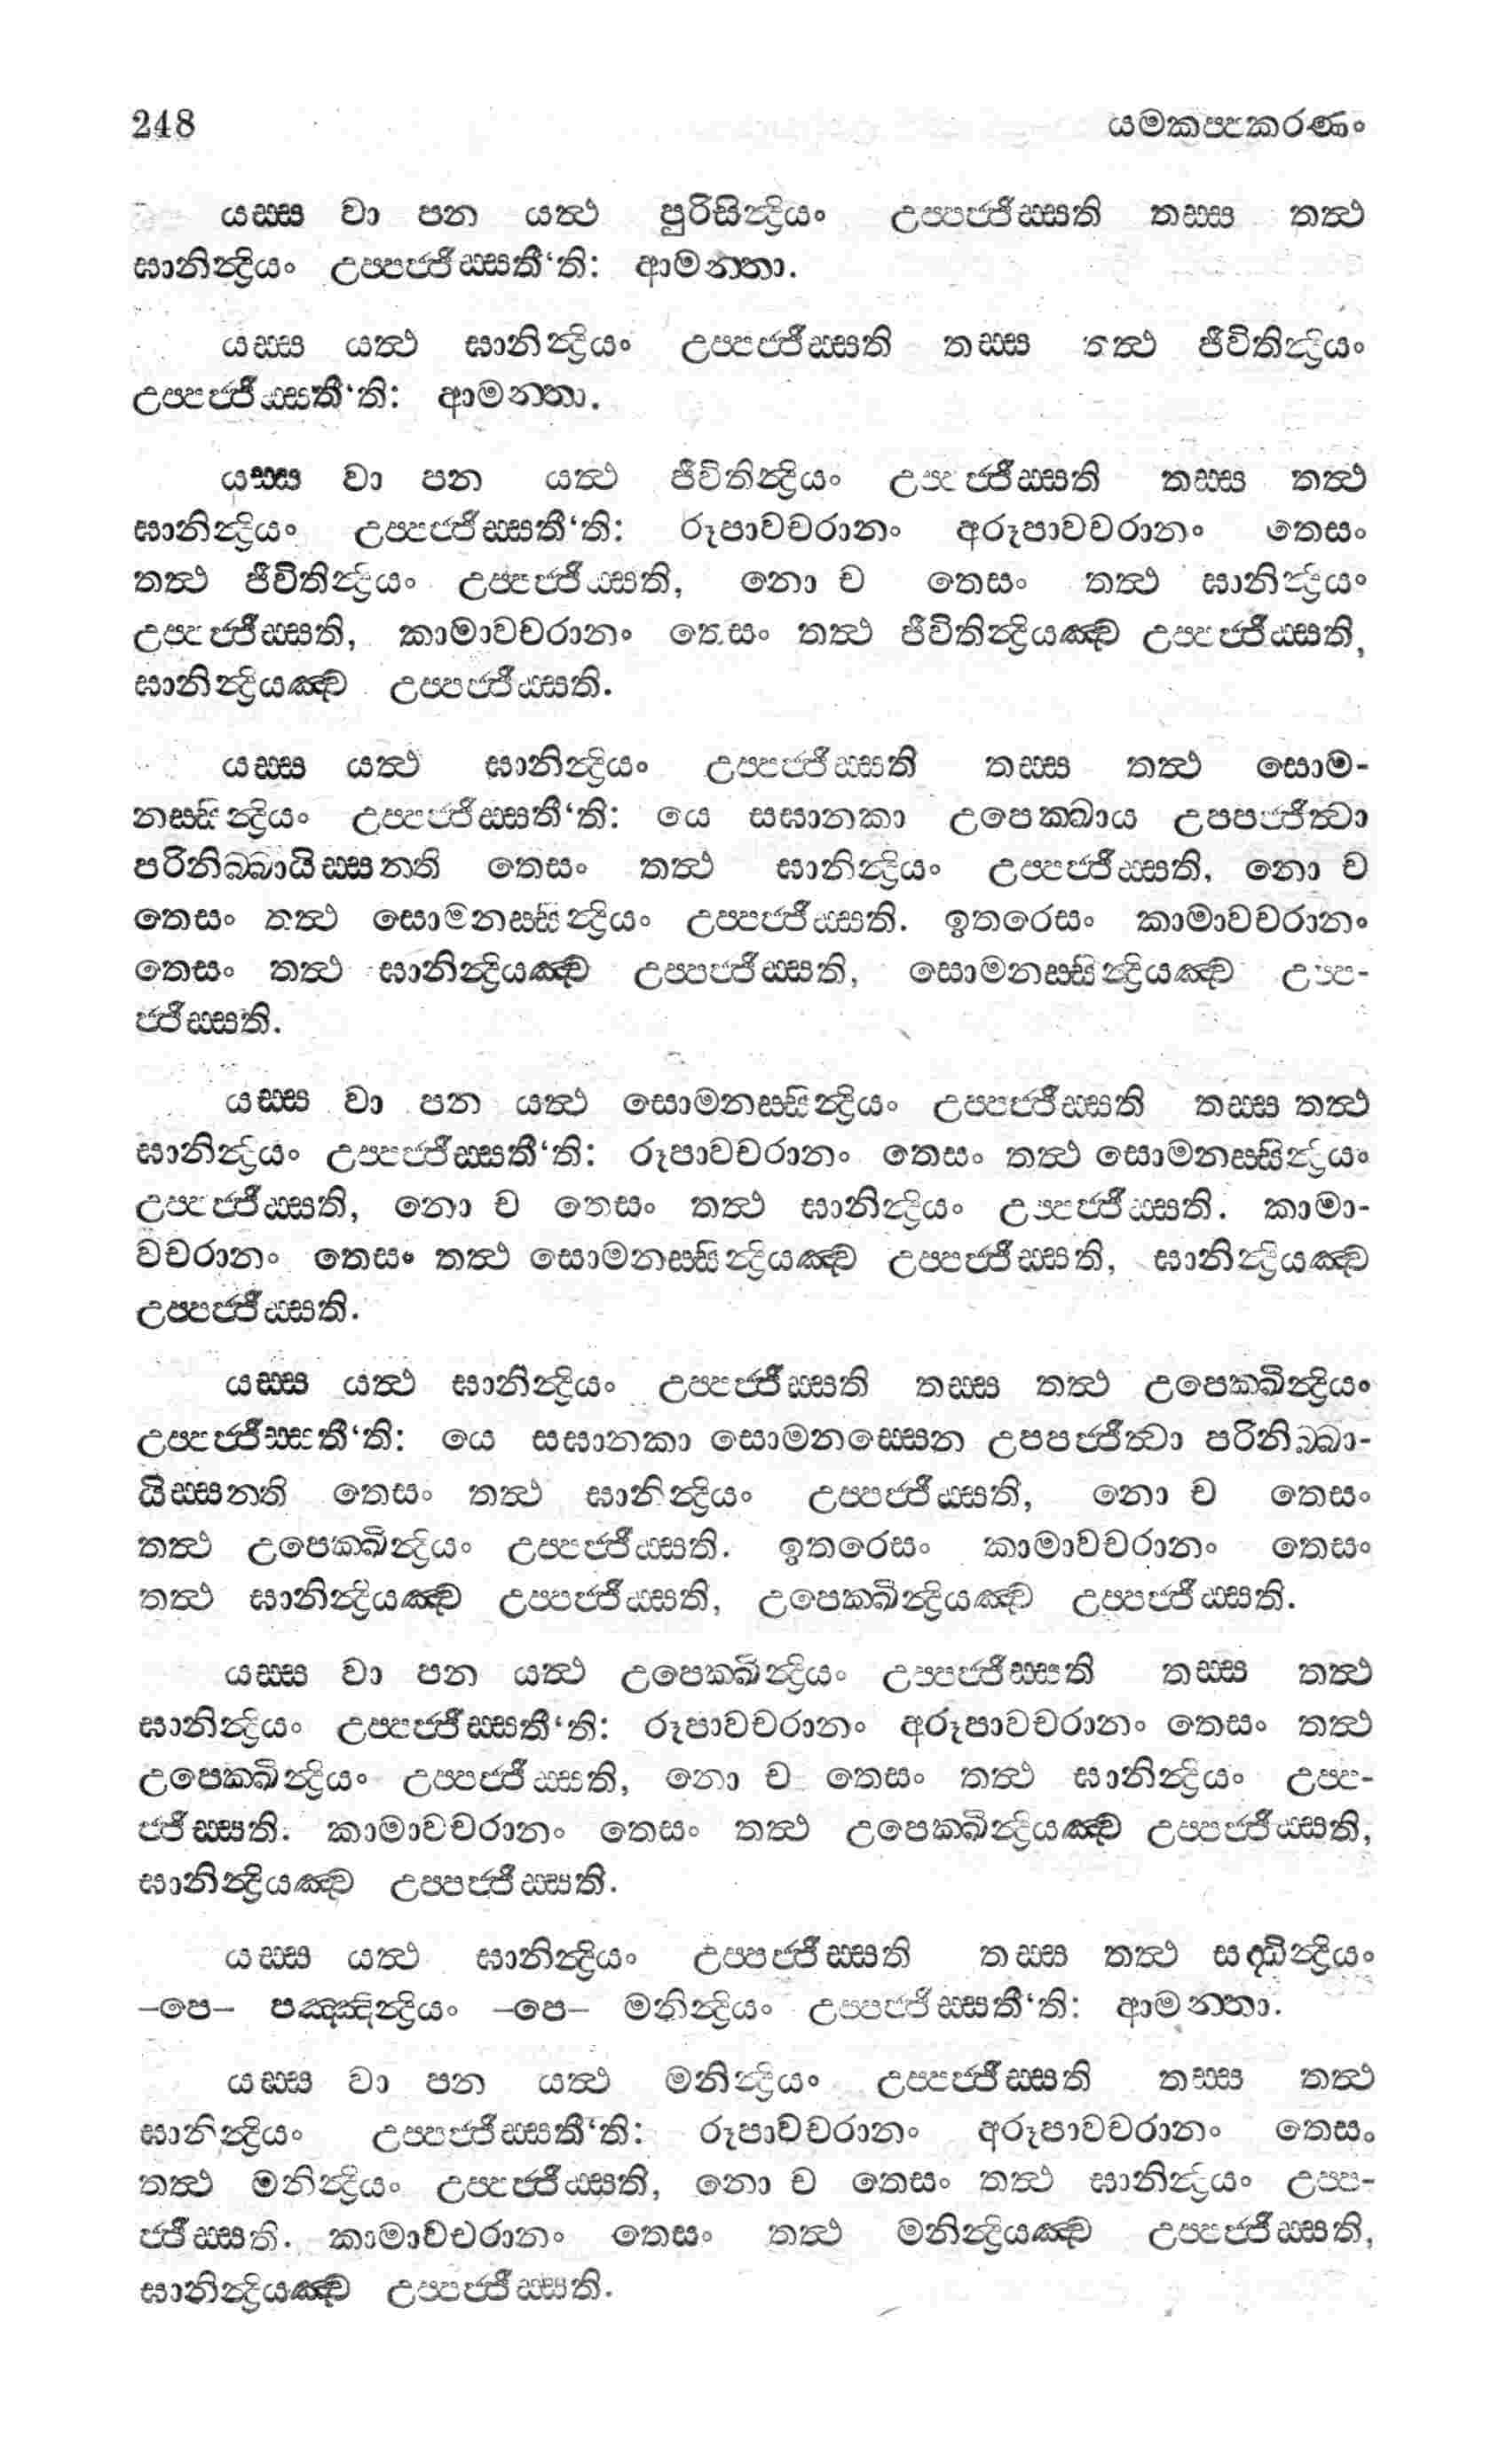 248 යමකප්පකරණං
යස්ස වා පන යත්ථ පුරිසින්ද්‍රියං උප්පජ්ජිස්සති තස්ස තත්ථ
ඝානින්ද්‍රියං උප්පජ්ජිස්සතී‘ති: ආමන්තා.
යස්ස යත්ථ ඝානින්ද්‍රියං උප්පජ්ජිස්සති තස්ස තත්ථ ජීවිතින්ද්‍රියං
උප්පජ්ජිස්සතී‘ති: ආමන්තා.
යස්ස වා පන යත්ථ ජීවිතින්ද්‍රියං උප්පජ්ජිස්සති තස්ස තත්ථ
ඝානින්ද්‍රියං උප්පජ්ජිස්සතී‘ති: රූපාවචරානං අරූපාවචරානං තෙසං
තත්ථ ජීවිතින්ද්‍රියං උප්පජ්ජිස්සති, නො ච තෙසං තත්ථ ඝානින්ද්‍රියං
උප්පජ්ජිස්සති, කාමාවචරානං තෙසං තත්ථ ජීවිතින්ද්‍රියඤ්ච උප්පජ්ජිස්සති,
ඝානින්ද්‍රියඤ්ච උප්පජ්ජිස්සති.
යස්ස යත්ථ ඝානින්ද්‍රියං උප්පජ්ජිස්සති තස්ස තත්ථ සොම-
නස්සින්ද්‍රියං උප්පජ්ජිස්සතී‘ති: යෙ සඝානකා උපෙක්ඛාය උපපජ්ජිත්වා
පරිනිබ්බායිස්සන්ති තෙසං තත්ථ ඝානින්ද්‍රියං උප්පජ්ජිස්සති, නො ච
තෙසං තත්ථ සොමනස්සින්ද්‍රියං උප්පජ්ජිස්සති. ඉතරෙසං කාමාවචරානං
තෙසං තත්ථ ඝානින්ද්‍රියඤ්ච උප්පජ්ජිස්සති, සොමනස්සින්ද්‍රියඤ්ච උප්ප-
ජ්ජිස්සති.
යස්ස වා පන යත්ථ සොමනස්සින්ද්‍රියං උප්පජ්ජිස්සති තස්ස තත්ථ
ඝානින්ද්‍රියං උප්පජ්ජිස්සතී‘ති: රූපාවචරානං තෙසං තත්ථ සොමනස්සින්ද්‍රියං
උප්පජ්ජිස්සති, නො ච තෙසං තත්ථ ඝානින්ද්‍රියං උප්පජ්ජිස්සති. කාමා-
වචරානං තෙසං තත්ථ සොමනස්සින්ද්‍රියඤ්ච උප්පජ්ජිස්සති, ඝානින්ද්‍රියඤ්ච
උප්පජ්ජිස්සති.
යස්ස යත්ථ ඝානින්ද්‍රියං උප්පජ්ජිස්සති තස්ස තත්ථ උපෙක්ඛින්ද්‍රියං
උප්පජ්ජිස්සතී‘ති: යෙ සඝානකා සොමනස්සෙන උපපජ්ජිත්වා පරිනිබ්බා-
යිස්සන්ති තෙසං තත්ථ ඝානින්ද්‍රියං උප්පජ්ජිස්සති, නො ච තෙසං
තත්ථ උපෙක්ඛින්ද්‍රියං උප්පජ්ජිස්සති. ඉතරෙසං කාමාවචරානං තෙසං
තත්ථ ඝානින්ද්‍රියඤ්ච උප්පජ්ජිස්සති, උපෙක්ඛින්ද්‍රියඤ්ච උප්පජ්ජිස්සති.
යස්ස වා පන යත්ථ උපෙක්ඛින්ද්‍රියං උප්පජ්ජිස්සති තස්ස තත්ථ
ඝානින්ද්‍රියං උප්පජ්ජිස්සතී‘ති: රූපාවචරානං අරූපාවචරානං තෙසං තත්ථ
උපෙක්ඛින්ද්‍රියං උප්පජ්ජිස්සති, නො ච තෙසං තත්ථ ඝානින්ද්‍රියං උප්ප-
ජ්ජිස්සති. කාමාවචරානං තෙසං තත්ථ උපෙක්ඛින්ද්‍රියඤ්ච උප්පජ්ජිස්සති,
ඝානින්ද්‍රියඤ්ච උප්පජ්ජිස්සති.
යස්ස යත්ථ ඝානින්ද්‍රියං උප්පජ්ජිස්සති තස්ස තත්ථ සද්ධින්ද්‍රියං
–පෙ– පඤ්ඤින්ද්‍රියං –පෙ– මනින්ද්‍රියං උප්පජ්ජිස්සතී‘ති: ආමන්තා.
යස්ස වා පන යත්ථ මනින්ද්‍රියං උප්පජ්ජිස්සති තස්ස තත්ථ
ඝානින්ද්‍රියං උප්පජ්ජිස්සතී‘ති: රූපාවචරානං අරූපාවචරානං තෙසං
තත්ථ මනින්ද්‍රියං උප්පජ්ජිස්සති, නො ච තෙසං තත්ථ ඝානින්ද්‍රියං උප්ප-
ජ්ජිස්සති. කාමාවචරානං තෙසං තත්ථ මනින්ද්‍රියඤ්ච උප්පජ්ජිස්සති,
ඝානින්ද්‍රියඤ්ච උප්පජ්ජිස්සති.